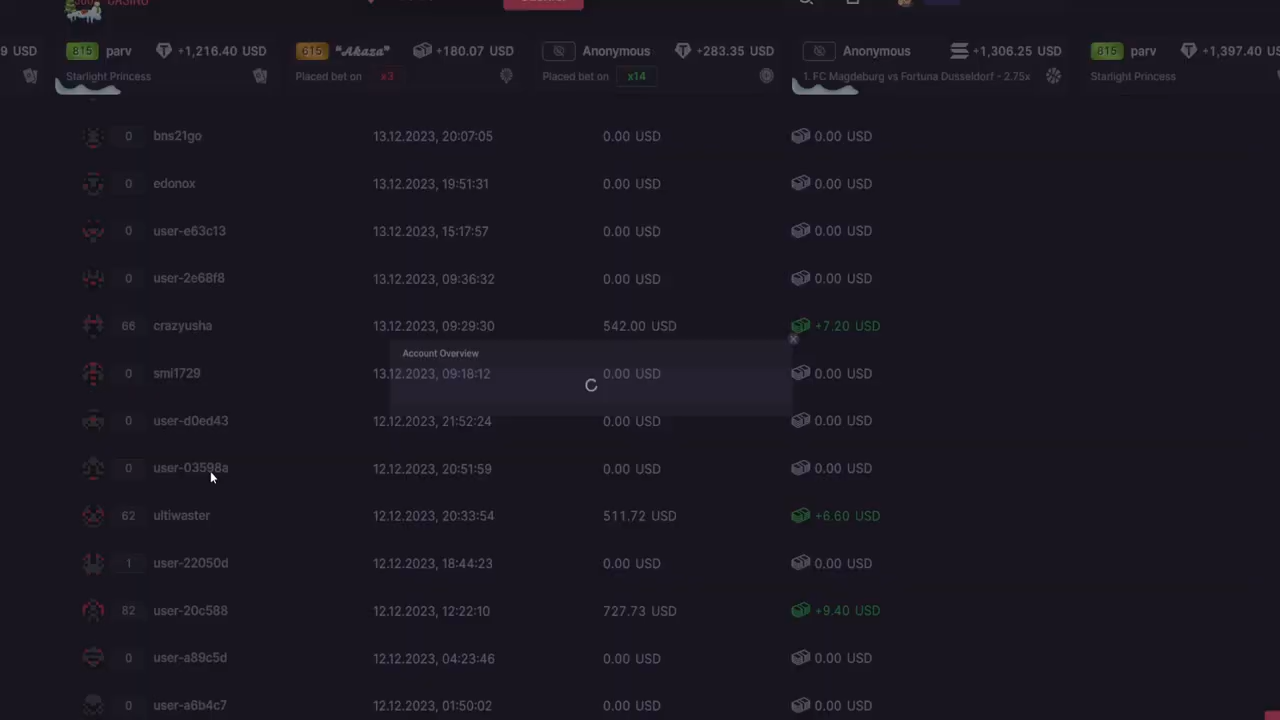 CASINO
9 USD 815 parv +1,216.40 USD 615 "Akaza" +180.07 USD Anonymous +283.35 USD Anonymous +1,306.25 USD 815 parv +1,397.40
Starlight Princess Placed bet on x3 Placed bet on x14 1. FC Magdeburg vs Fortuna Dusseldorf - 2.75x Starlight Princess
0 bns21go 13.12.2023, 20:07:05 0.00 USD 0.00 USD
0 edonox 13.12.2023, 19:51:31 0.00 USD 0.00 USD
0 user-e63c13 13.12.2023, 15:17:57 0.00 USD 0.00 USD
0 user-2e68f8 13.12.2023, 09:36:32 0.00 USD 0.00 USD
66 crazyusha 13.12.2023, 09:29:30 542.00 USD +7.20 USD
Account Overview
0 smi1729 13.12.2023, 09:18:12 0.00 USD 0.00 USD
0 user-d0ed43 12.12.2023, 21:52:24 0.00 USD 0.00 USD
0 user-03598a 12.12.2023, 20:51:59 0.00 USD 0.00 USD
62 ultiwaster 12.12.2023, 20:33:54 511.72 USD +6.60 USD
1 user-22050d 12.12.2023, 18:44:23 0.00 USD 0.00 USD
82 user-20c588 12.12.2023, 12:22:10 727.73 USD +9.40 USD
0 user-a89c5d 12.12.2023, 04:23:46 0.00 USD 0.00 USD
0 user-a6b4c7 12.12.2023, 01:50:02 0.00 USD 0.00 USD